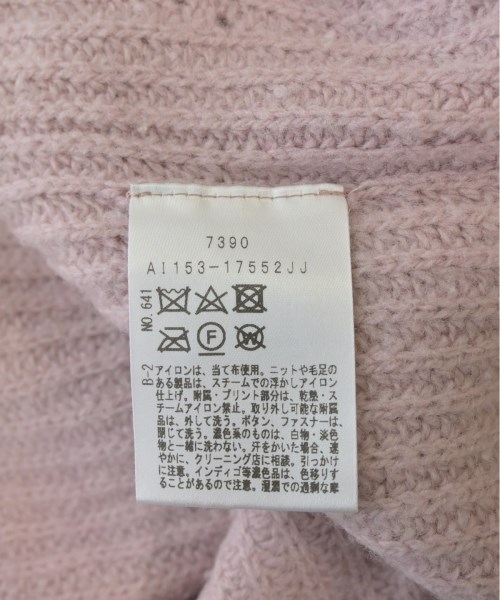 7390
AI153-17552JJ
NO.641
F
W
B-2
アイロンは、当て布使用。ニットや毛足の
ある製品は、スチームでの浮かしアイロン
仕上げ。附属・プリント部分は、乾熱・ス
チームアイロン禁止。取り外し可能な附属
品は、外して洗う。ボタン、ファスナーは、
閉じて洗う。濃色系のものは、白物・淡色
物と一緒に洗わない。汗をかいた場合、速
やかに、クリーニング店に相談。引っかけ
に注意。インディゴ等濃色品は、色移りす
ることがあるので注意。湿潤での過剰な摩